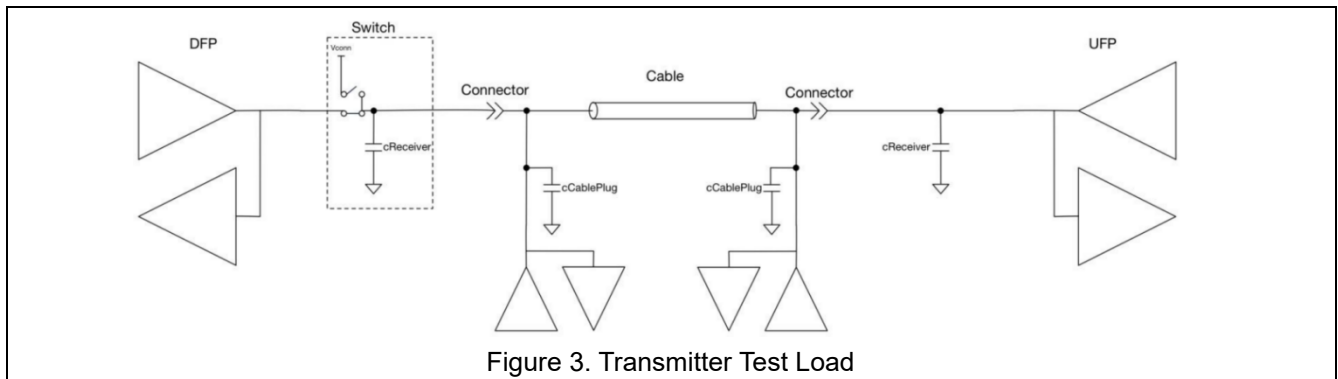 Switch
DFP
UFP
Vconn
Cable
Connector
Connector
cReceiver
cReceiver
cCablePlug
cCablePlug
Figure 3. Transmitter Test Load